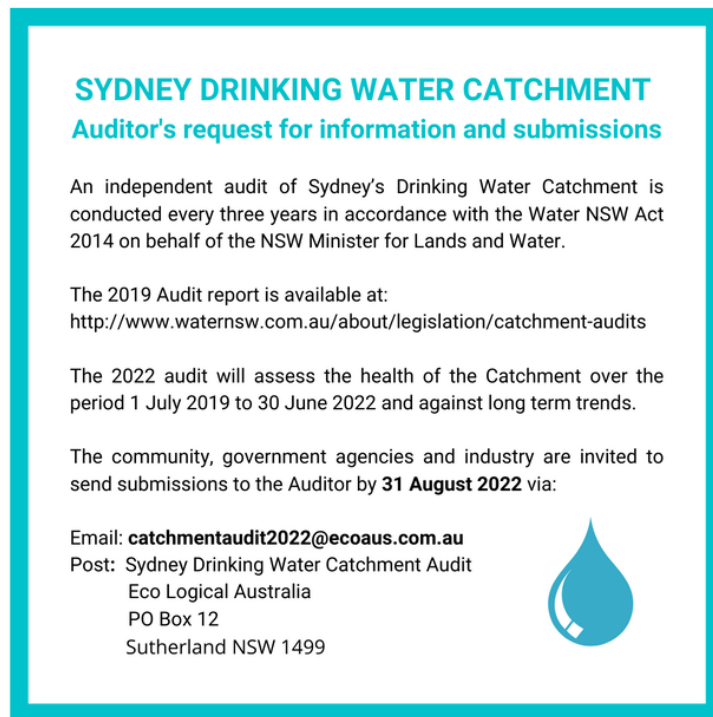 SYDNEY DRINKING WATER CATCHMENT
Auditor's request for information and submissions
An independent audit of Sydney's Drinking Water Catchment is
conducted every three years in accordance with the Water NSW Act
2014 on behalf of the NSW Minister for Lands and Water.
The 2019 Audit report is available at:
http://www.waternsw.com.au/about/legislation/catchment-audits
The 2022 audit will assess the health of the Catchment over the
period 1 July 2019 to 30 June 2022 and against long term trends.
The community, government agencies and industry are invited to
send submissions to the Auditor by 31 August 2022 via:
Email: catchmentaudit2022@ecoaus.com.au
Post: Sydney Drinking Water Catchment Audit
Eco Logical Australia
PO Box 12
Sutherland NSW 1499